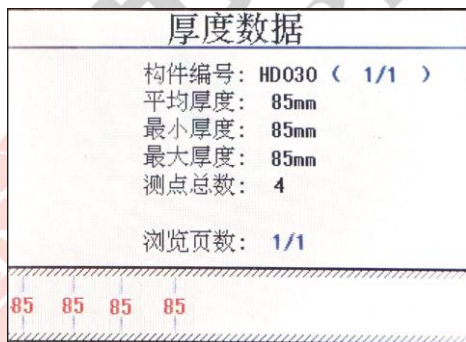 厚度数据
构件编号: HD030 ( 1/1 )
平均厚度: 85mm
最小厚度: 85mm
最大厚度: 85mm
测点总数: 4
浏览页数: 1/1
85 85 85 85